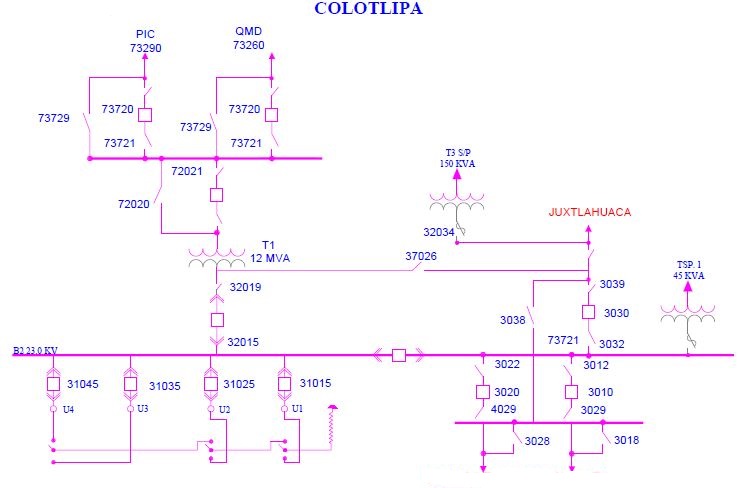 COLOTLIPA
PIC
73290
QMD
73260
73729
73720
73721
73729
73720
73721
72021
72020
T3 S/P
150 KVA
JUXTLAHUACA
32034
37026
T1
12 MVA
TSP. 1
45 KVA
32019
3039
3038
3030
73721
3032
32015
B2 23.0 KV
3022
3012
31045
31035
31025
31015
3020
3010
4029
3029
U4
U3
U2
U1
3028
3018